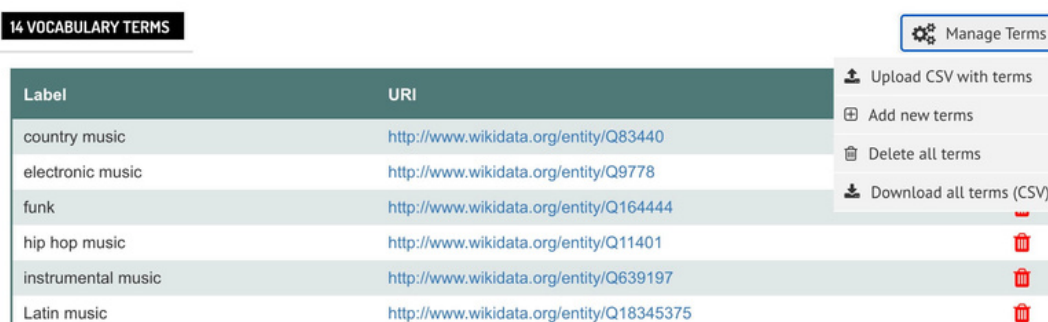 14 VOCABULARY TERMS
Manage Terms
Upload CSV with terms
Add new terms
Delete all terms
Download all terms (CSV)
Label URI
country music http://www.wikidata.org/entity/Q83440
electronic music http://www.wikidata.org/entity/Q9778
funk http://www.wikidata.org/entity/Q164444
hip hop music http://www.wikidata.org/entity/Q11401
instrumental music http://www.wikidata.org/entity/Q639197
Latin music http://www.wikidata.org/entity/Q18345375